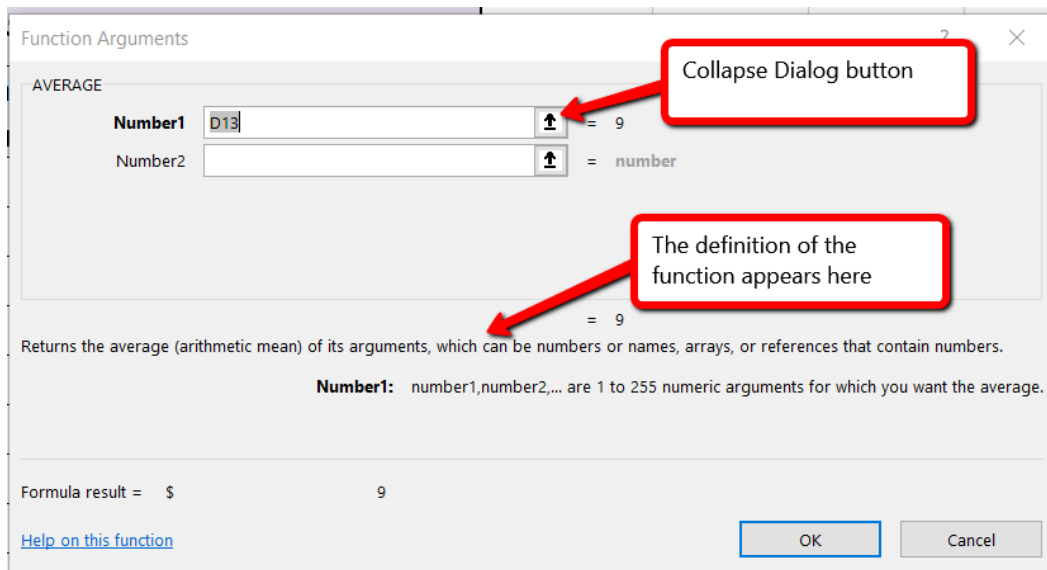 Function Arguments ? ×
Collapse Dialog button
AVERAGE
Number1 D13 = 9
Number2 = number
The definition of the
function appears here
= 9
Returns the average (arithmetic mean) of its arguments, which can be numbers or names, arrays, or references that contain numbers.
Number1: number1,number2,... are 1 to 255 numeric arguments for which you want the average.
Formula result = $ 9
Help on this function
OK Cancel